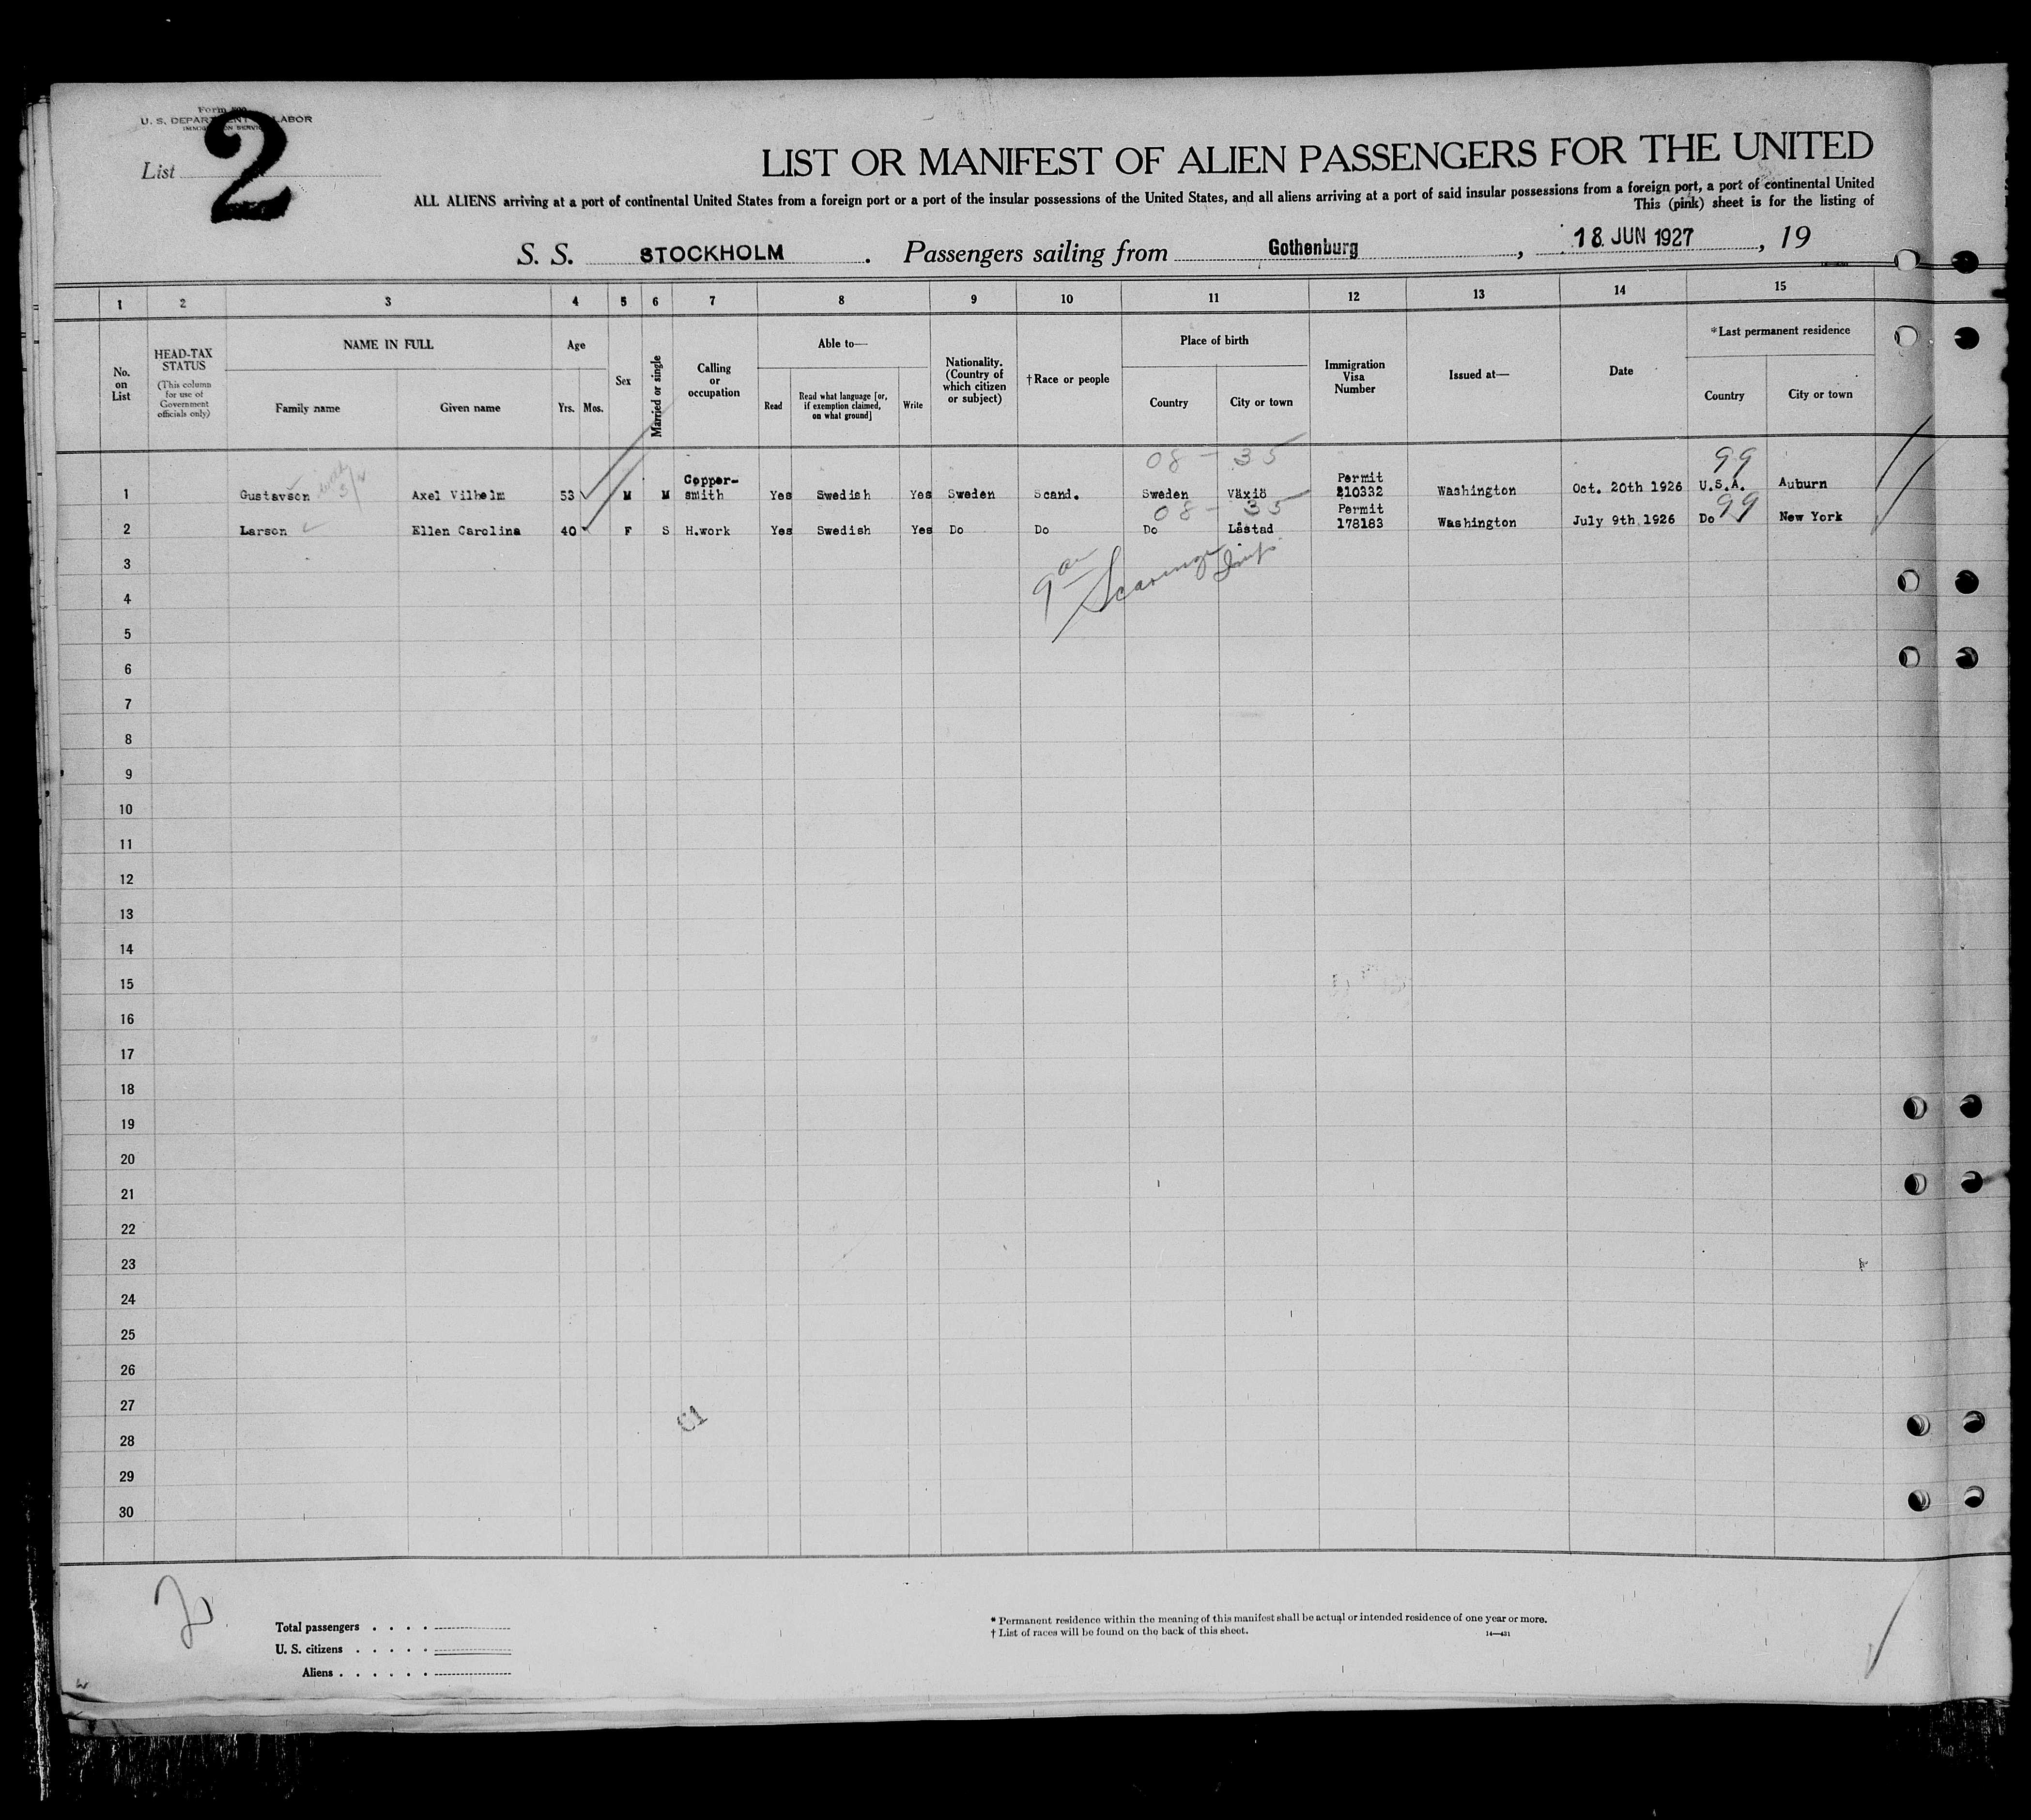 Form 500
U. S. DEPARTMENT OF LABOR
IMMIGRATION SERVICE
List 2
LIST OR MANIFEST OF ALIEN PASSENGERS FOR THE UNITED
ALL ALIENS arriving at a port of continental United States from a foreign port or a port of the insular possessions of the United States, and all aliens arriving at a port of said insular possessions from a foreign port, a port of continental United
This (pink) sheet is for the listing of
S. S. STOCKHOLM . Passengers sailing from Gothenburg , 18 JUN 1927 , 19
1 2 3 4 5 6 7 8 9 10 11 12 13 14 15
No. on List
HEAD-TAX STATUS
(This column for use of Government officials only)
NAME IN FULL
Family name Given name
Age
Yrs. Mos.
Sex
Married or single
Calling or occupation
Able to—
Read Read what language [or, if exemption claimed, on what ground] Write
Nationality. (Country of which citizen or subject)
†Race or people
Place of birth
Country City or town
Immigration Visa Number
Issued at—
Date
*Last permanent residence
Country City or town
08 - 35 99
1 Gustavson Axel Vilhelm 53 M M Copper-smith Yes Swedish Yes Sweden Scand. Sweden Växiö Permit 210332 Washington Oct. 20th 1926 U.S.A. Auburn
08 - 35 99
2 Larson Ellen Carolina 40 F S H.work Yes Swedish Yes Do Do Do Låstad Permit 178183 Washington July 9th 1926 Do New York
3
4
5
6
7
8
9
10
11
12
13
14
15
16
17
18
19
20
21
22
23
24
25
26
27
28
29
30
2
Total passengers . . . .
U. S. citizens . . . . .
Aliens . . . . . .
* Permanent residence within the meaning of this manifest shall be actual or intended residence of one year or more.
† List of races will be found on the back of this sheet.
14—431